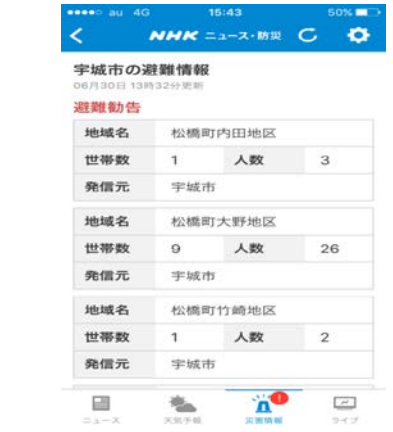 au 4G 15:43 50%
NHK ニュース・防災
宇城市の避難情報
06月30日 13時32分更新
避難勧告
地域名 松橋町内田地区
世帯数 1 人数 3
発信元 宇城市
地域名 松橋町大野地区
世帯数 9 人数 26
発信元 宇城市
地域名 松橋町竹崎地区
世帯数 1 人数 2
発信元 宇城市
ニュース 天気予報 災害情報 ライブ